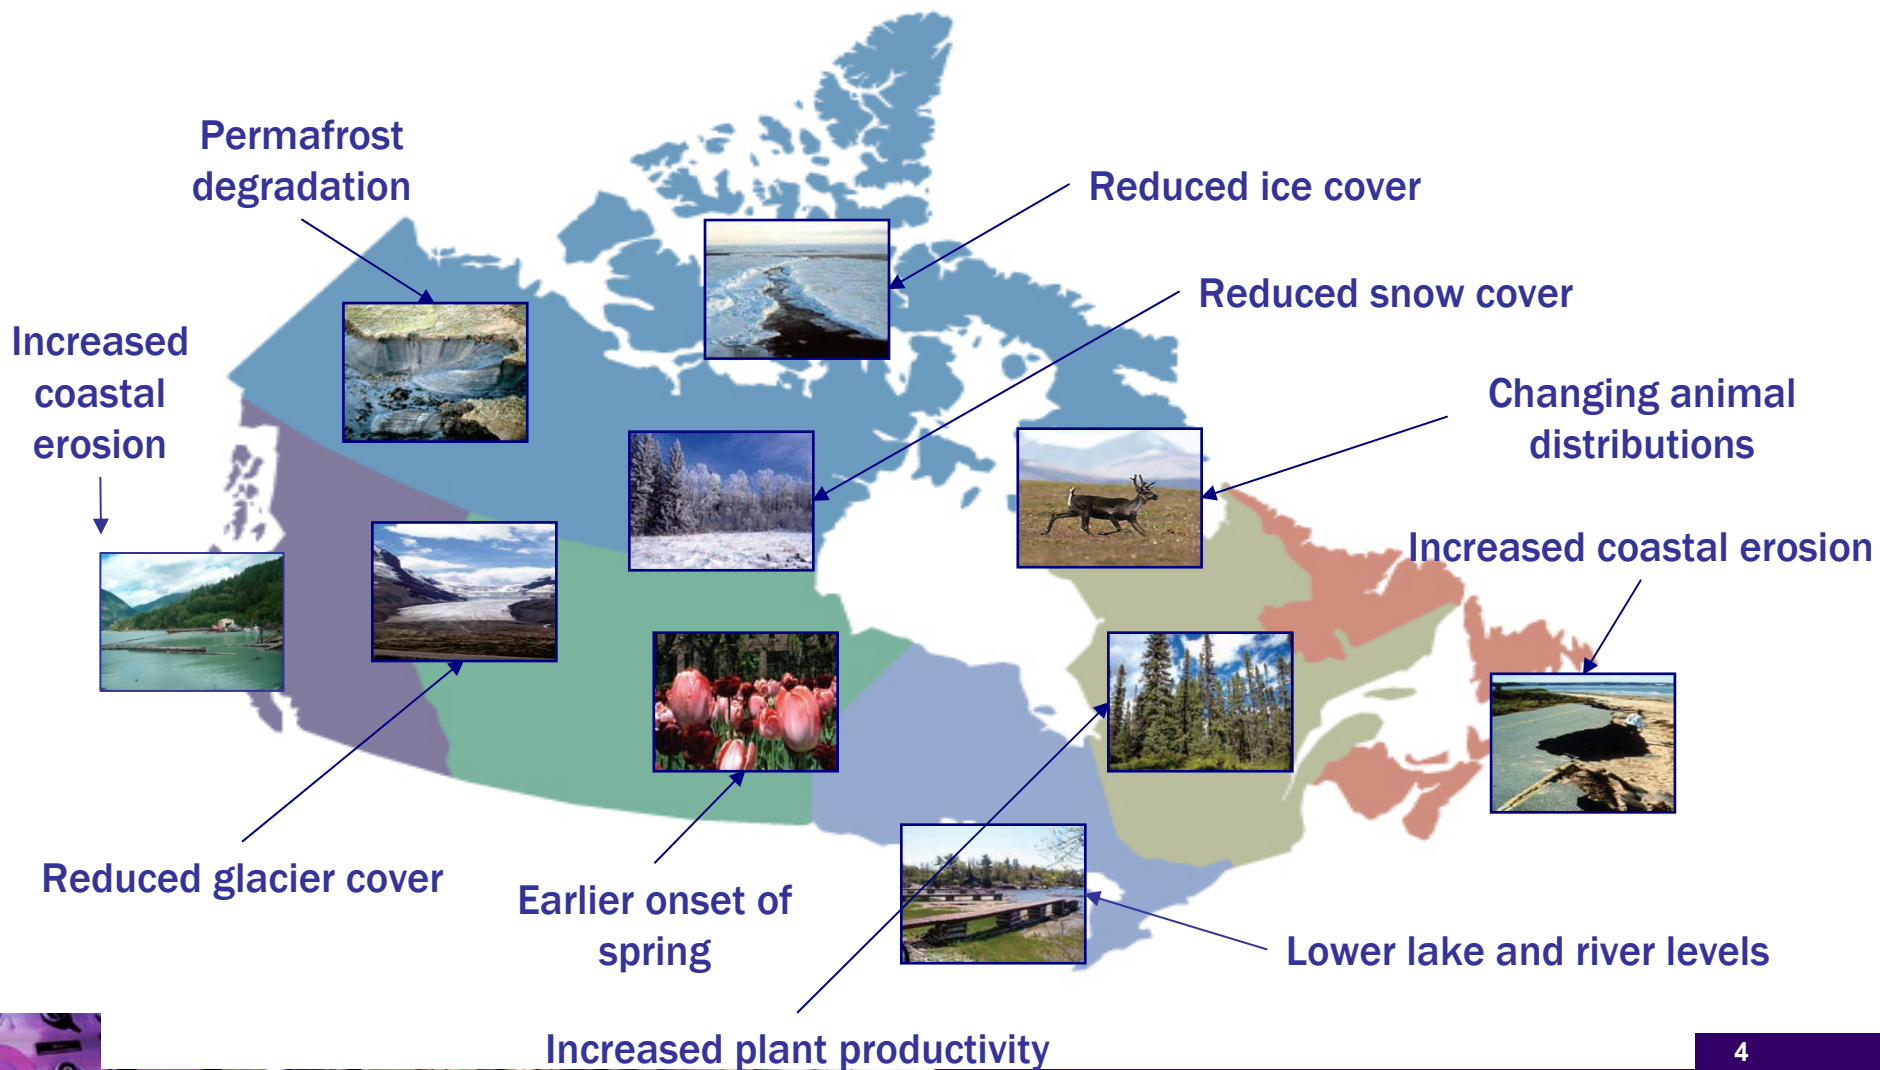 Permafrost
degradation
Reduced ice cover
Reduced snow cover
Increased
coastal
erosion
Changing animal
distributions
Increased coastal erosion
Reduced glacier cover
Earlier onset of
spring
Lower lake and river levels
Increased plant productivity
4